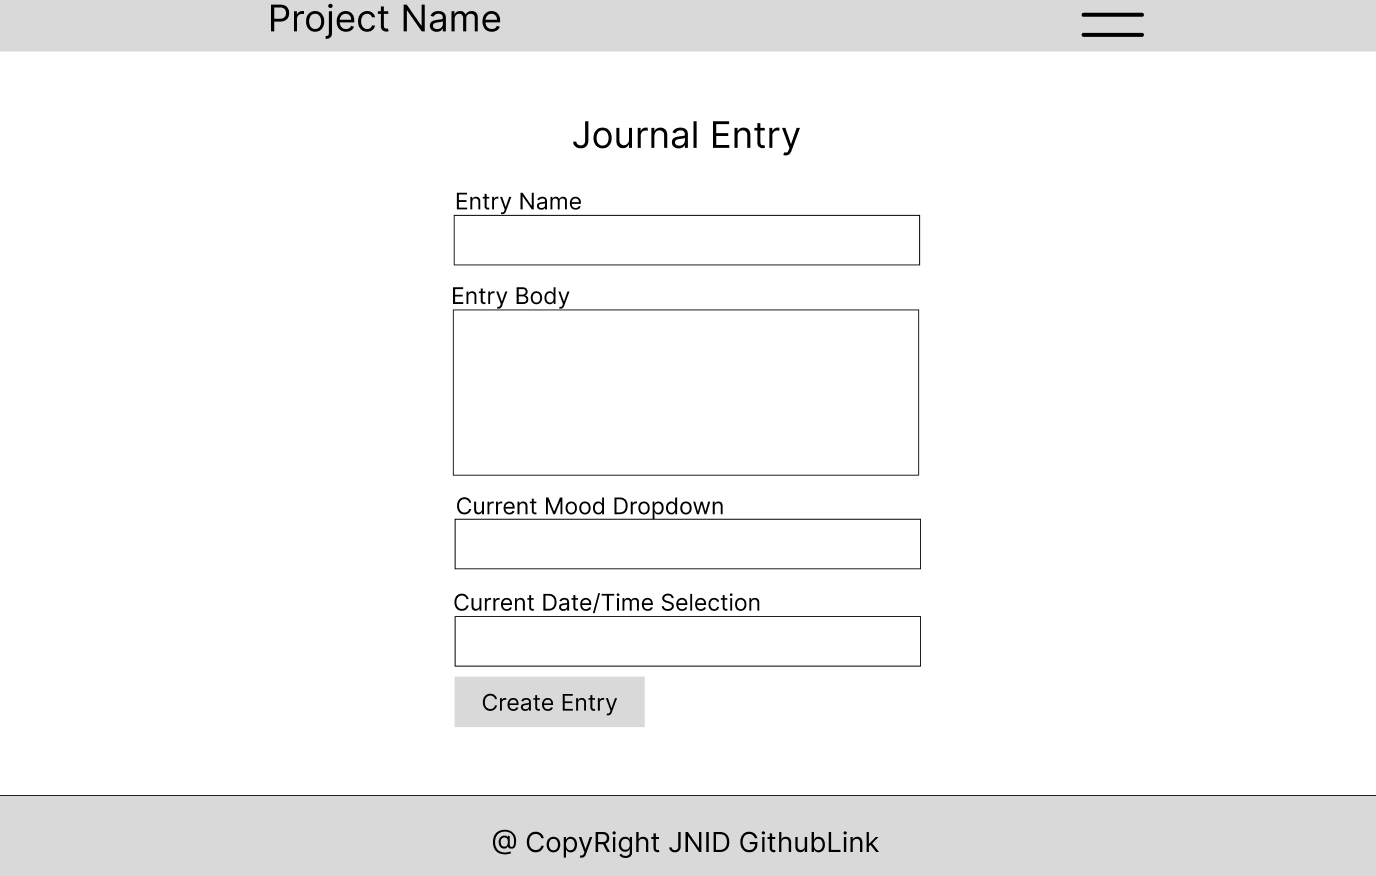 Project Name
Journal Entry
Entry Name
Entry Body
Current Mood Dropdown
Current Date/Time Selection
Create Entry
@ CopyRight JNID GithubLink